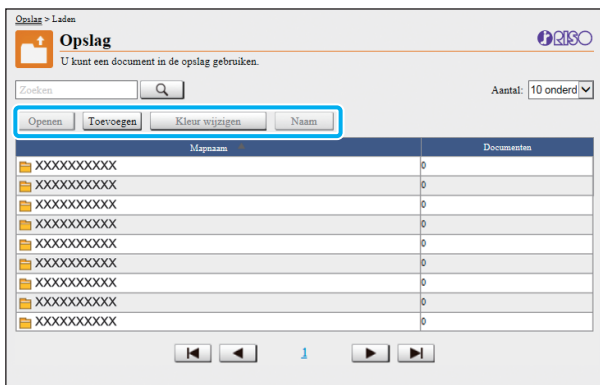 Opslag > Laden
Opslag
RISO
U kunt een document in de opslag gebruiken.
Zoeken
Aantal: 10 onderd
Openen Toevoegen Kleur wijzigen Naam
Mapnaam Documenten
XXXXXXXXXX 0
XXXXXXXXXX 0
XXXXXXXXXX 0
XXXXXXXXXX 0
XXXXXXXXXX 0
XXXXXXXXXX 0
XXXXXXXXXX 0
XXXXXXXXXX 0
XXXXXXXXXX 0
1